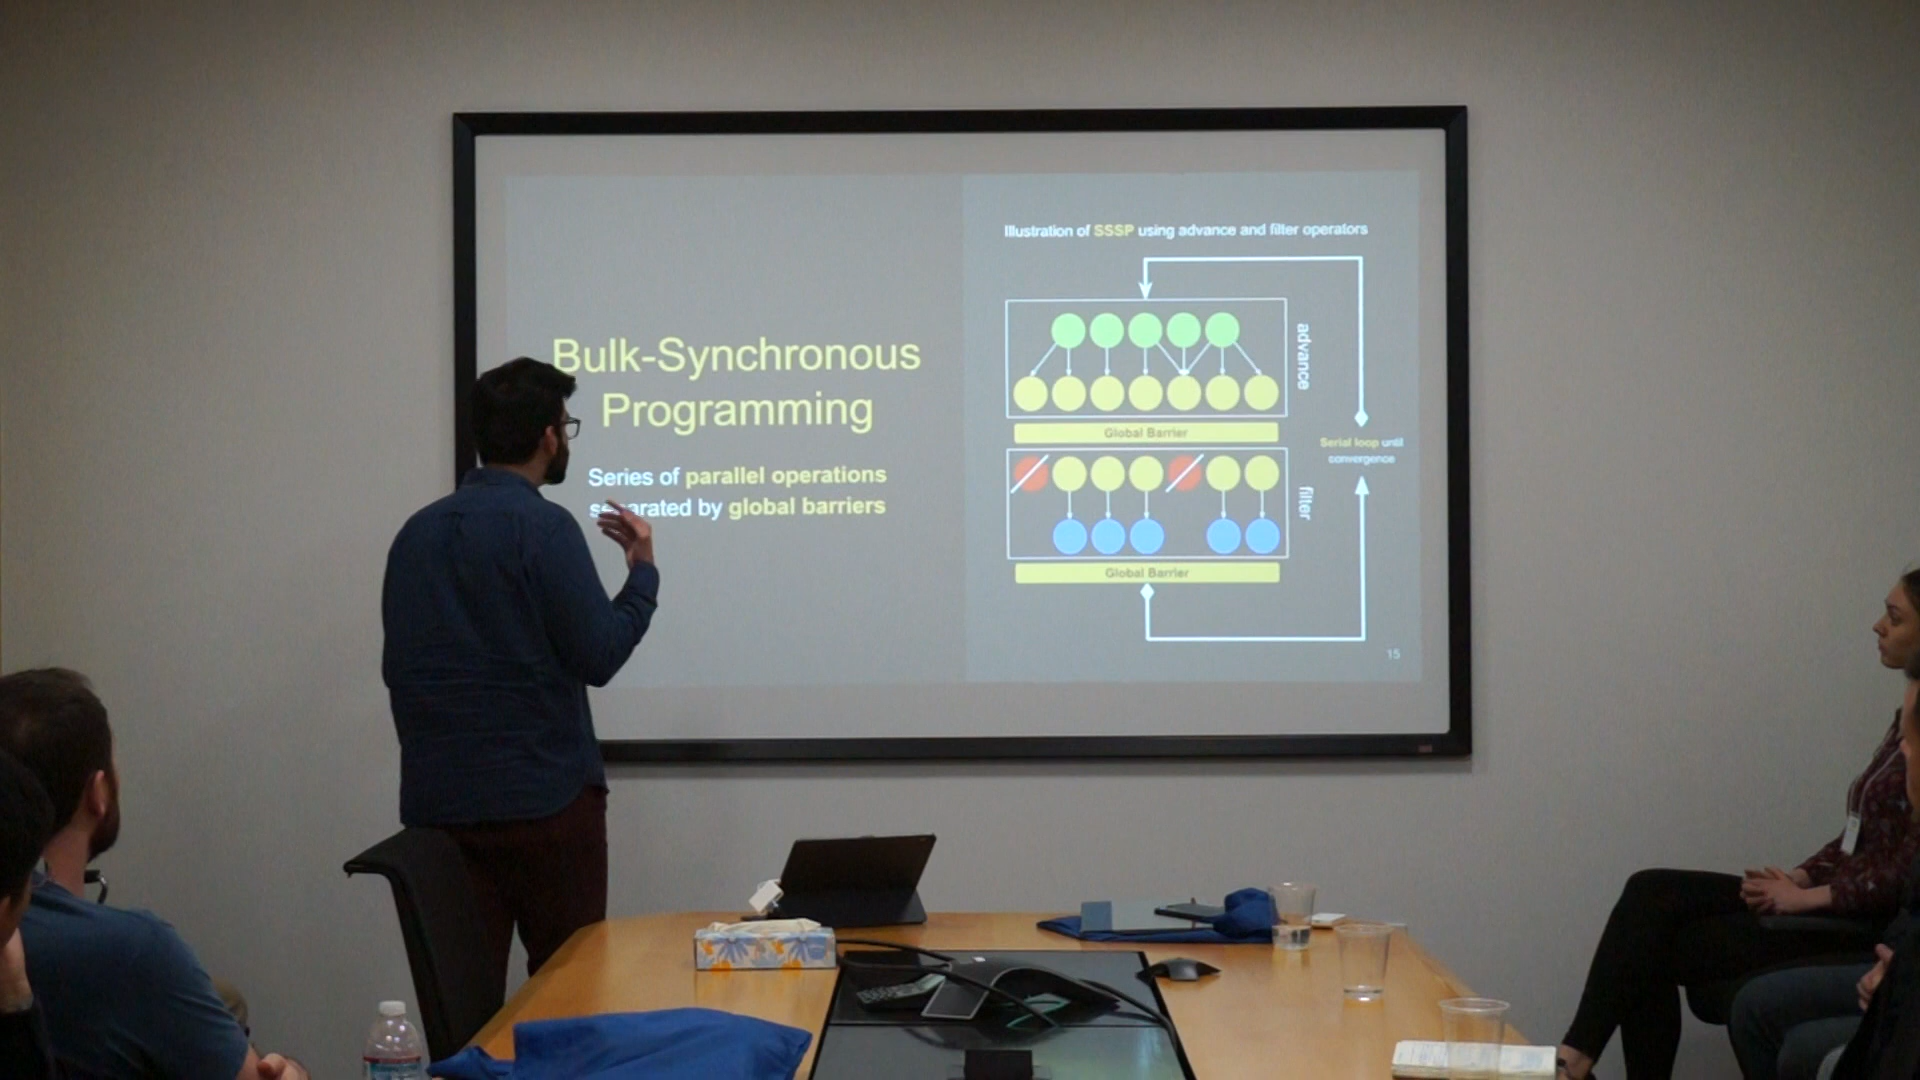 Bulk-Synchronous
Programming
Series of parallel operations
separated by global barriers
Illustration of SSSP using advance and filter operators
advance
Global Barrier
Serial loop until
convergence
filter
Global Barrier
15